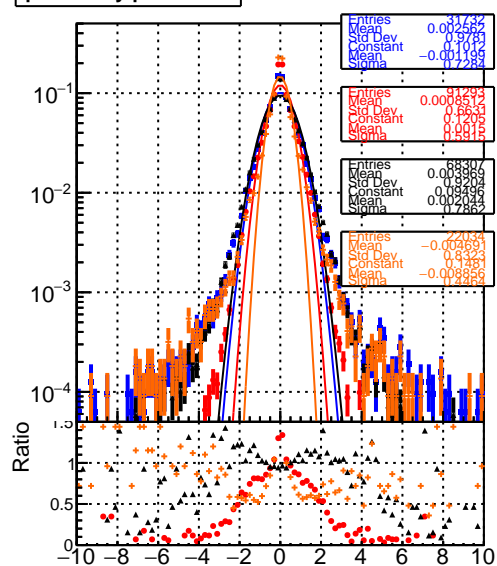 Entries 31732
Mean 0.002562
Std Dev 0.9781
Constant 0.1012
Mean −0.001199
Sigma 0.7284
Entries 91293
Mean 0.0008512
Std Dev 0.6631
Constant 0.1205
Mean 0.0015
Sigma 0.5915
Entries 68307
Mean 0.003969
Std Dev 0.9204
Constant 0.09496
Mean 0.002044
Sigma 0.7862
Entries 22034
Mean −0.004691
Std Dev 0.8323
Constant 0.1481
Mean −0.008856
Sigma 0.4464
10⁻¹
10⁻²
10⁻³
10⁻⁴
Ratio
1.5
1
0.5
0
−10 −8 −6 −4 −2 0 2 4 6 8 10